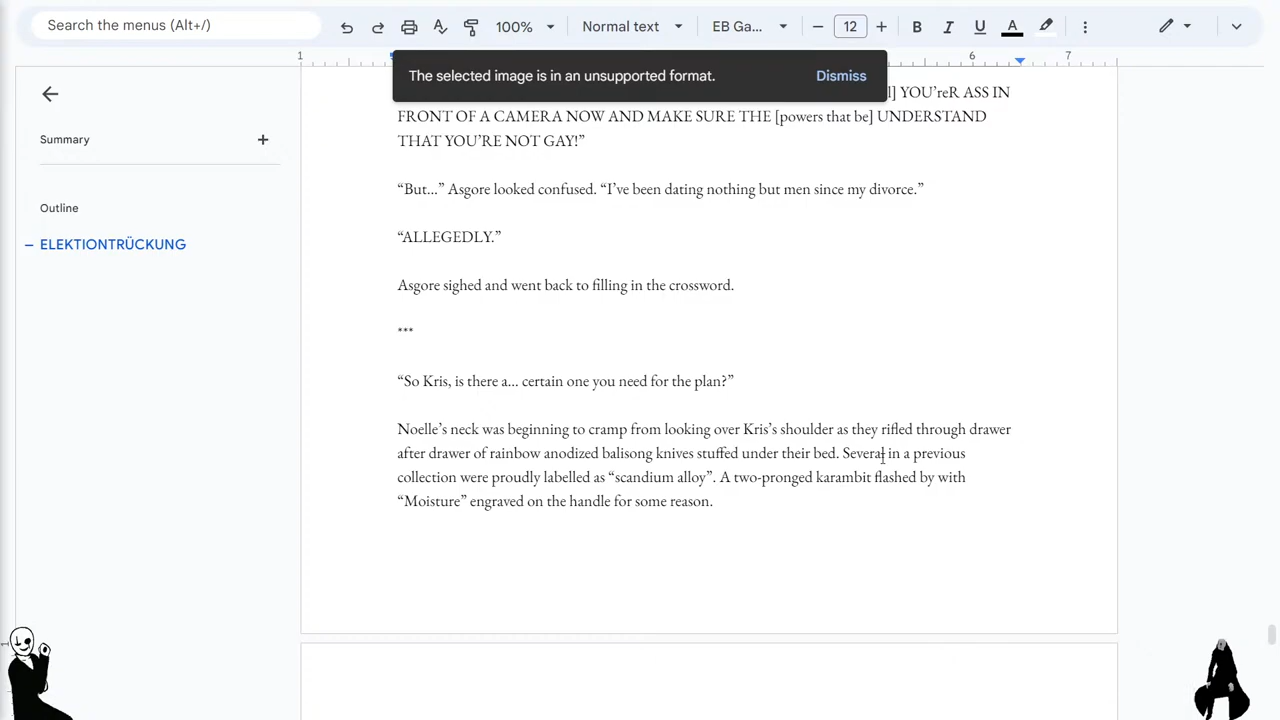 Search the menus (Alt+/)
100%
Normal text
EB Ga...
12
B
I
U
A
1
6
7
The selected image is in an unsupported format.
Dismiss
Summary
Outline
ELEKTIONTRÜCKUNG
l] YOU’reR ASS IN
FRONT OF A CAMERA NOW AND MAKE SURE THE [powers that be] UNDERSTAND
THAT YOU’RE NOT GAY!”
“But...” Asgore looked confused. “I’ve been dating nothing but men since my divorce.”
“ALLEGEDLY.”
Asgore sighed and went back to filling in the crossword.
***
“So Kris, is there a... certain one you need for the plan?”
Noelle’s neck was beginning to cramp from looking over Kris’s shoulder as they rifled through drawer
after drawer of rainbow anodized balisong knives stuffed under their bed. Several in a previous
collection were proudly labelled as “scandium alloy”. A two-pronged karambit flashed by with
“Moisture” engraved on the handle for some reason.